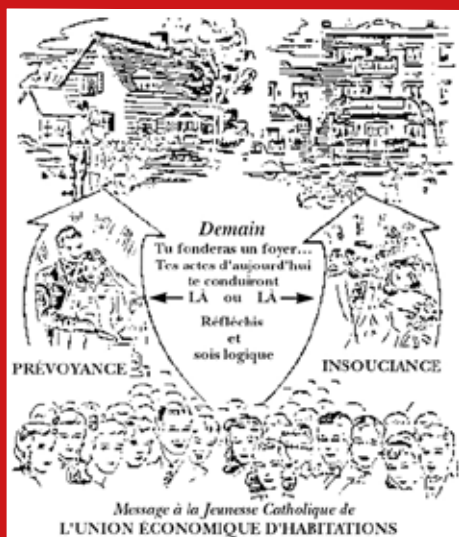 Demain
Tu fonderas un foyer...
Tes actes d'aujourd'hui
te conduiront
LÀ ou LÀ
Réfléchis
et
sois logique
PRÉVOYANCE
INSOUCIANCE
Message à la Jeunesse Catholique de
L'UNION ÉCONOMIQUE D'HABITATIONS